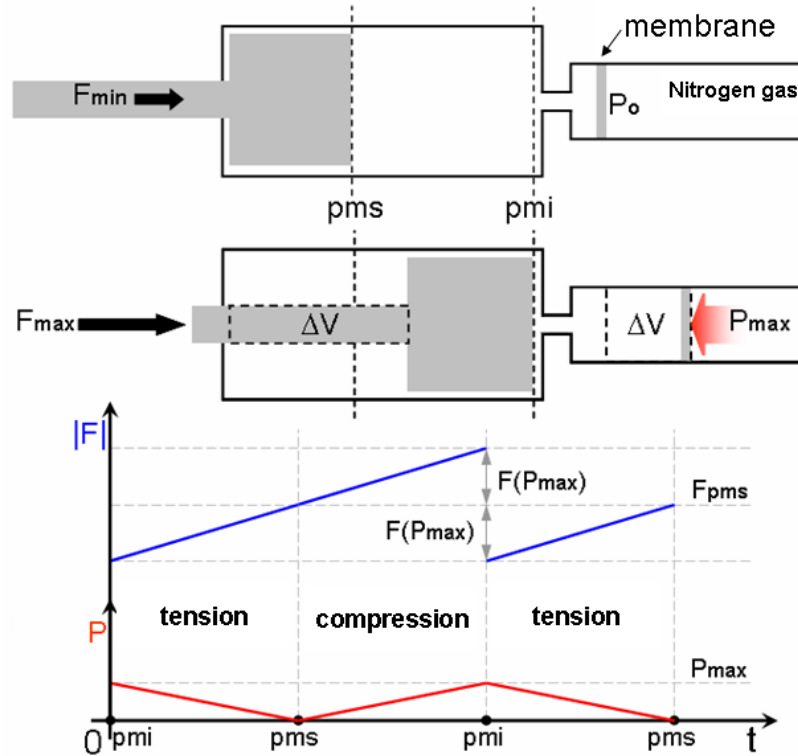 membrane
Fmin
Po
Nitrogen gas
pms
pmi
Fmax
ΔV
ΔV
Pmax
|F|
F(Pmax)
Fpms
F(Pmax)
tension
compression
tension
P
Pmax
0
pmi
pms
pmi
pms
t